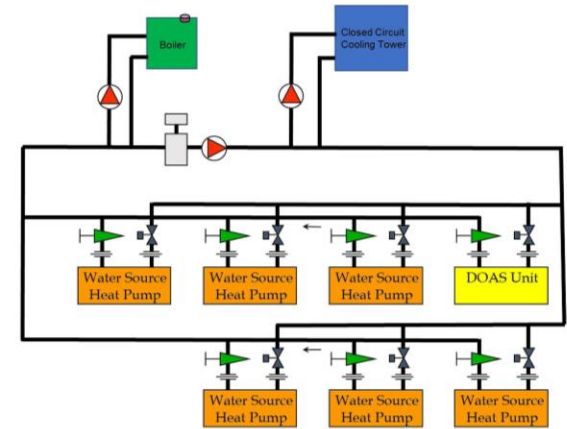 Boiler
Closed Circuit
Cooling Tower
Water Source
Heat Pump
Water Source
Heat Pump
Water Source
Heat Pump
DOAS Unit
Water Source
Heat Pump
Water Source
Heat Pump
Water Source
Heat Pump